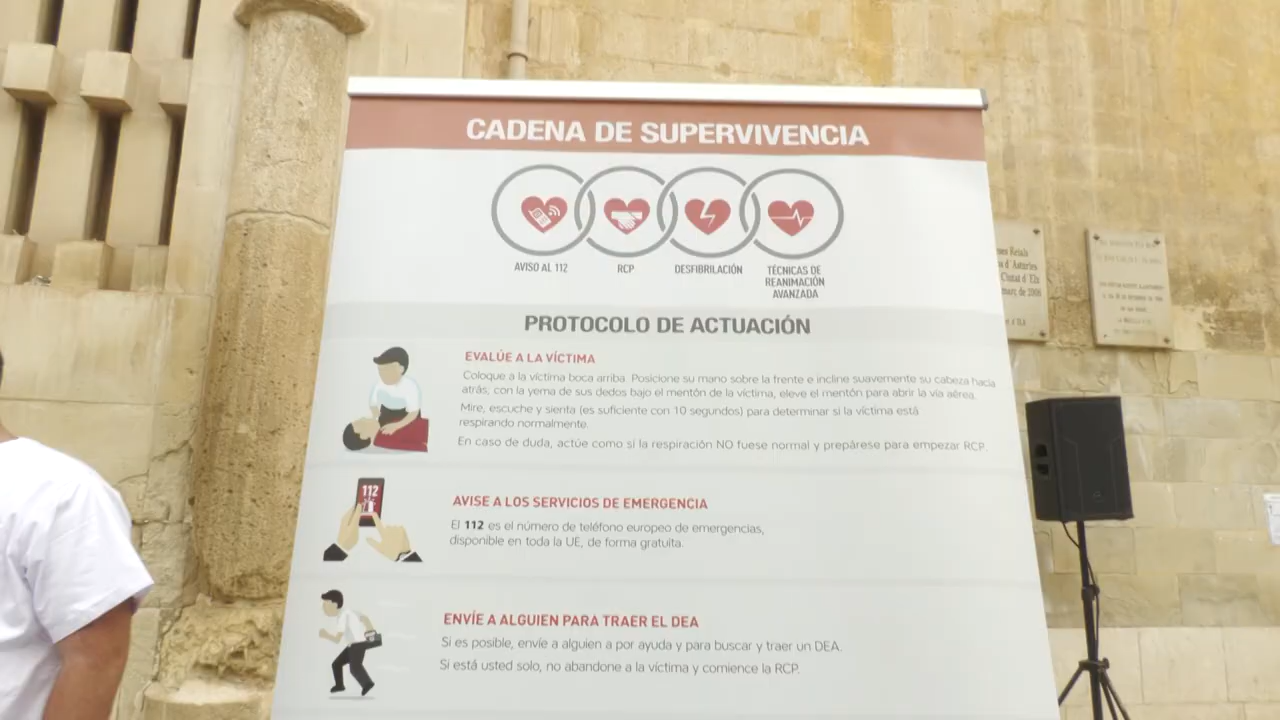 CADENA DE SUPERVIVENCIA
AVISO AL 112
RCP
DESFIBRILACIÓN
TÉCNICAS DE
REANIMACIÓN
AVANZADA
PROTOCOLO DE ACTUACIÓN
EVALÚE A LA VÍCTIMA
Coloque a la víctima boca arriba. Posicione su mano sobre la frente e incline suavemente su cabeza hacia
atrás; con la yema de sus dedos bajo el mentón de la víctima, eleve el mentón para abrir la vía aérea.
Mire, escuche y sienta (es suficiente con 10 segundos) para determinar si la víctima está
respirando normalmente.
En caso de duda, actúe como si la respiración NO fuese normal y prepárese para empezar RCP.
112
AVISE A LOS SERVICIOS DE EMERGENCIA
El 112 es el número de teléfono europeo de emergencias,
disponible en toda la UE, de forma gratuita.
ENVÍE A ALGUIEN PARA TRAER EL DEA
Si es posible, envíe a alguien a por ayuda y para buscar y traer un DEA.
Si está usted solo, no abandone a la víctima y comience la RCP.
Reials
d'Astúries
Ciutat d'Elx
març de 2006